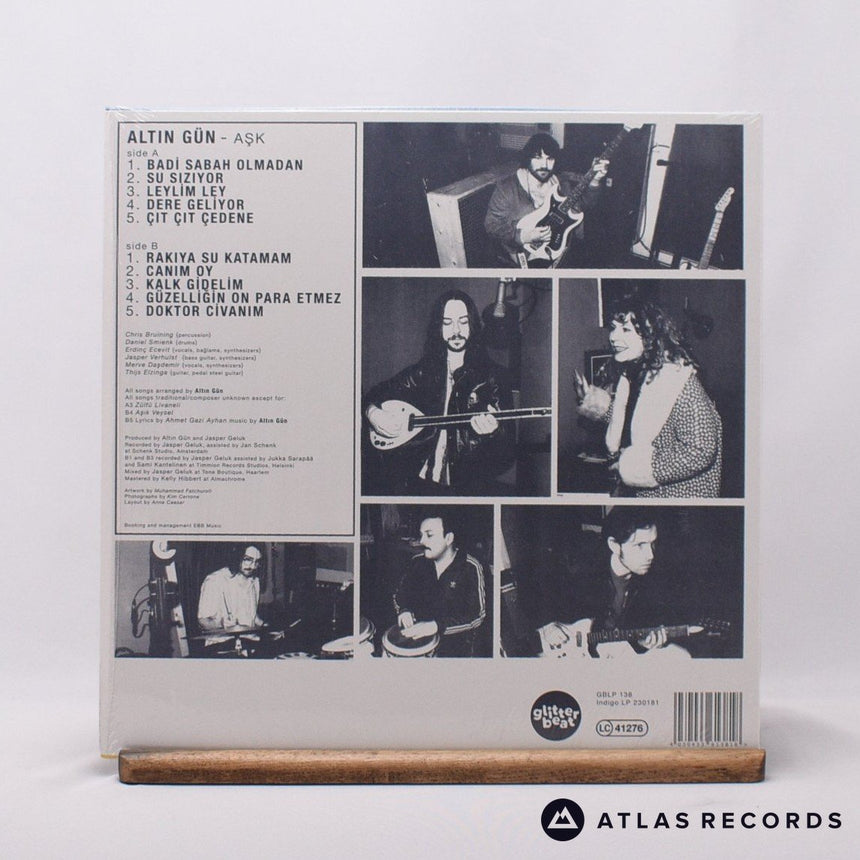 ALTIN GÜN - AŞK
side A
1. BADİ SABAH OLMADAN
2. SU SIZIYOR
3. LEYLIM LEY
4. DERE GELİYOR
5. ÇIT ÇIT ÇEDENE
side B
1. RAKIYA SU KATAMAM
2. CANIM OY
3. KALK GİDELİM
4. GÜZELLİĞİN ON PARA ETMEZ
5. DOKTOR CİVANIM
Chris Bruining (percussion)
Daniel Smienk (drums)
Erdinç Ecevit (vocals, bağlama, synthesizers)
Jasper Verhulst (bass guitar, synthesizers)
Merve Daşdemir (vocals, synthesizers)
Thijs Elzinga (guitar, pedal steel guitar)
All songs arranged by Altın Gün
All songs traditional/composer unknown except for:
A3 Zülfü Livaneli
B4 Aşık Veysel
B5 Lyrics by Ahmet Gazi Ayhan music by Altın Gün
Produced by Altın Gün and Jasper Geluk
Recorded by Jasper Geluk, assisted by Jan Schenk
at Schenk Studio, Amsterdam
B1 and B3 recorded by Jasper Geluk assisted by Jukka Sarapää
and Sami Kantelinen at Timmion Records Studios, Helsinki
Mixed by Jasper Geluk at Tone Boutique, Haarlem
Mastered by Kelly Hibbert at Almachrome
Artwork by Muhammad Fatchurofi
Photographs by Kim Cerrone
Layout by Anne Caesar
Booking and management EBB Music
glitter
beat
GBLP 138
Indigo LP 230181
LC 41276
ATLAS RECORDS